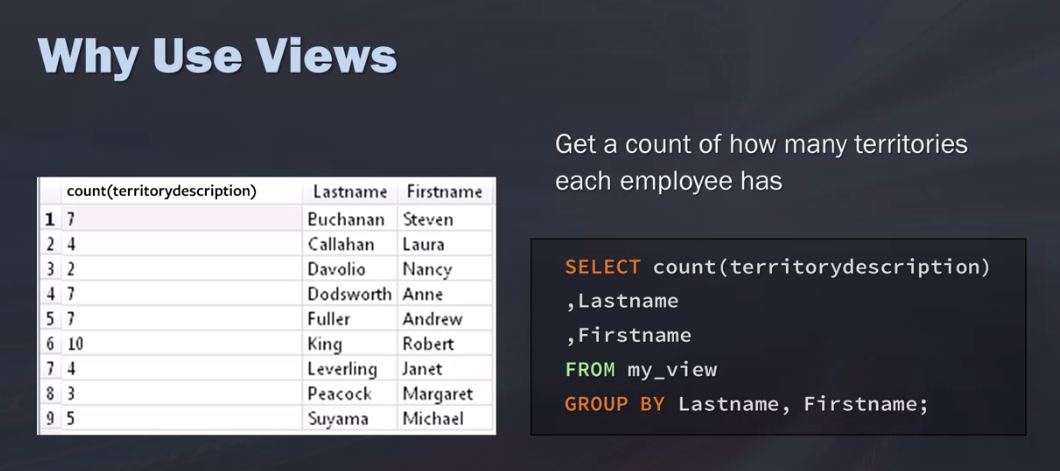 Why Use Views
Get a count of how many territories
each employee has
count(territorydescription) Lastname Firstname
1 7 Buchanan Steven
2 4 Callahan Laura
3 2 Davolio Nancy
4 7 Dodsworth Anne
5 7 Fuller Andrew
6 10 King Robert
7 4 Leverling Janet
8 3 Peacock Margaret
9 5 Suyama Michael
SELECT count(territorydescription)
,Lastname
,Firstname
FROM my_view
GROUP BY Lastname, Firstname;